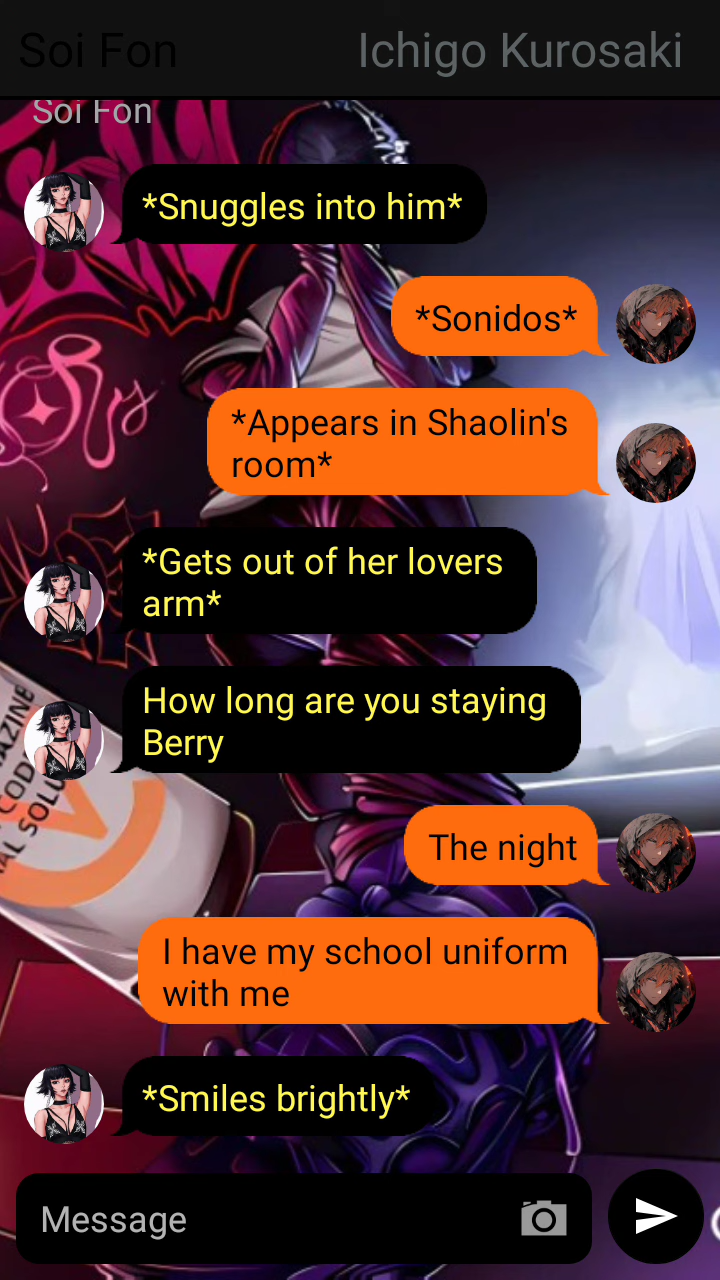 Soi Fon
Ichigo Kurosaki
Soi Fon
*Snuggles into him*
*Sonidos*
*Appears in Shaolin's
room*
*Gets out of her lovers
arm*
How long are you staying
Berry
The night
I have my school uniform
with me
*Smiles brightly*
Message